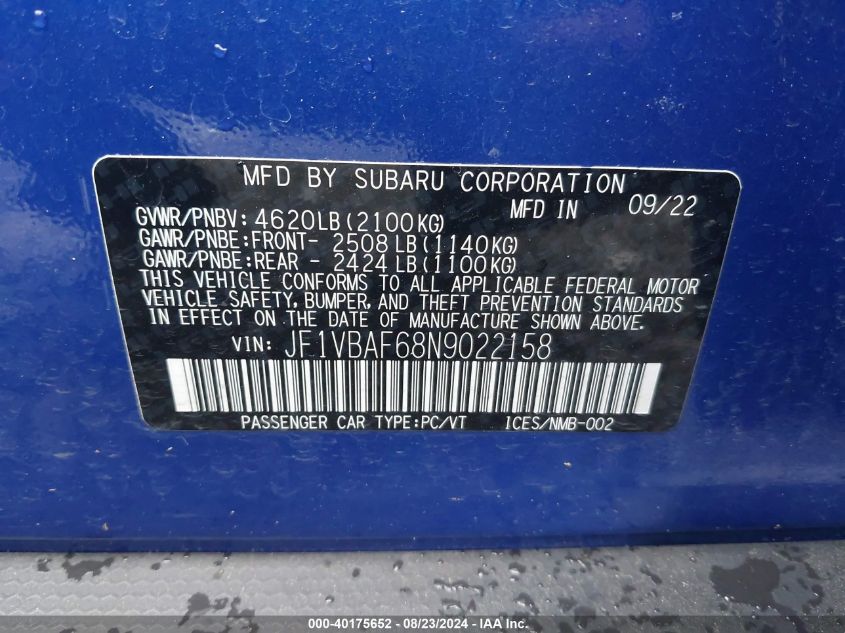 MFD BY SUBARU CORPORATION
MFD IN 09/22
GVWR/PNBV: 4620LB(2100KG)
GAWR/PNBE:FRONT- 2508 LB(1140KG)
GAWR/PNBE:REAR - 2424 LB(1100KG)
THIS VEHICLE CONFORMS TO ALL APPLICABLE FEDERAL MOTOR
VEHICLE SAFETY, BUMPER, AND THEFT PREVENTION STANDARDS
IN EFFECT ON THE DATE OF MANUFACTURE SHOWN ABOVE.
VIN: JF1VBAF68N9022158
PASSENGER CAR TYPE:PC/VT ICES/NMB-002
000-40175652 - 08/23/2024 - IAA Inc.